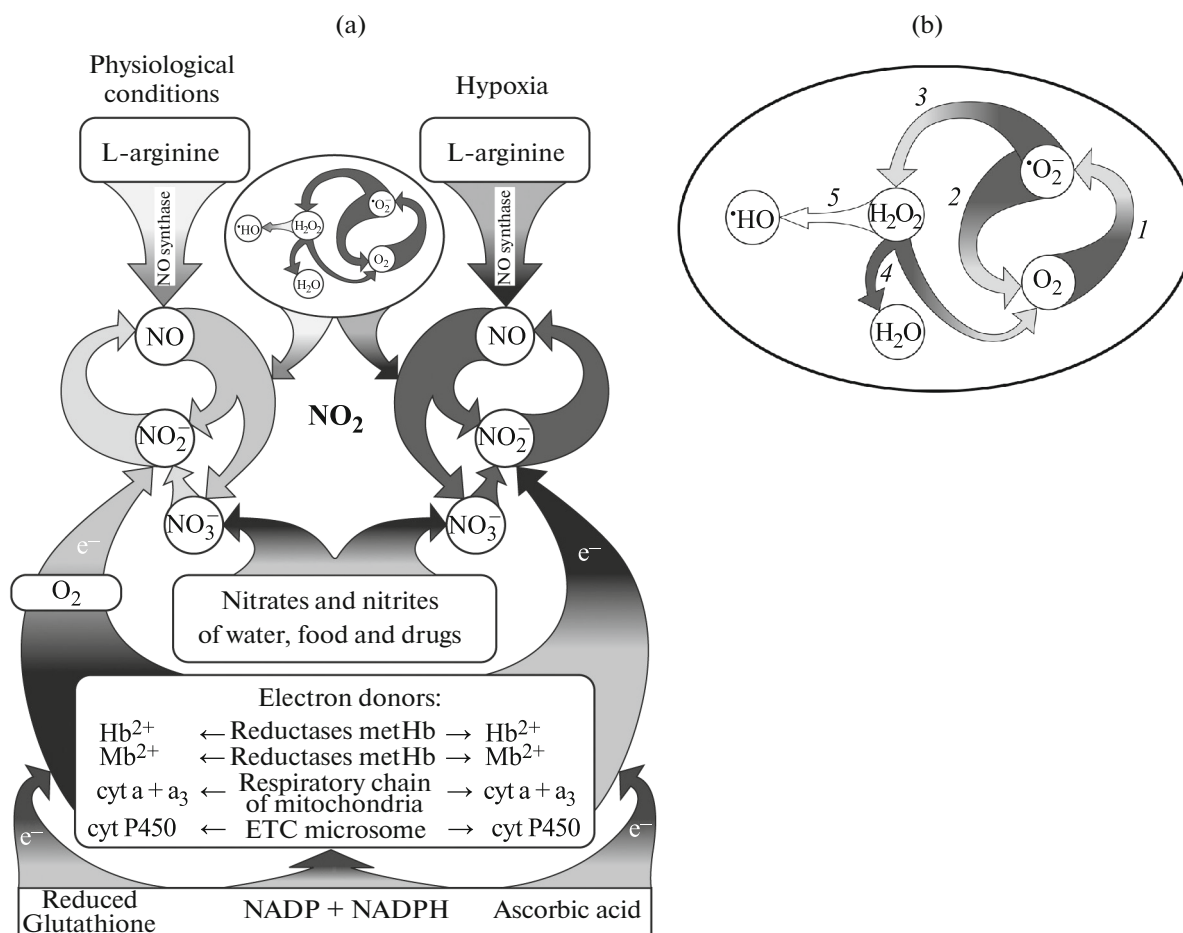 (a)
Physiological
conditions
Hypoxia
L-arginine
L-arginine
NO synthase
NO synthase
•O₂⁻
H₂O₂
•HO
O₂
H₂O
NO
NO
NO₂
NO₂⁻
NO₂⁻
NO₃⁻
NO₃⁻
e⁻
e⁻
O₂
Nitrates and nitrites
of water, food and drugs
Electron donors:
Hb²⁺ ← Reductases metHb → Hb²⁺
Mb²⁺ ← Reductases metHb → Mb²⁺
cyt a + a₃ ← Respiratory chain → cyt a + a₃
of mitochondria
cyt P450 ← ETC microsome → cyt P450
e⁻
e⁻
Reduced
Glutathione
NADP + NADPH
Ascorbic acid
(b)
3
•O₂⁻
5
2
H₂O₂
•HO
1
4
O₂
H₂O